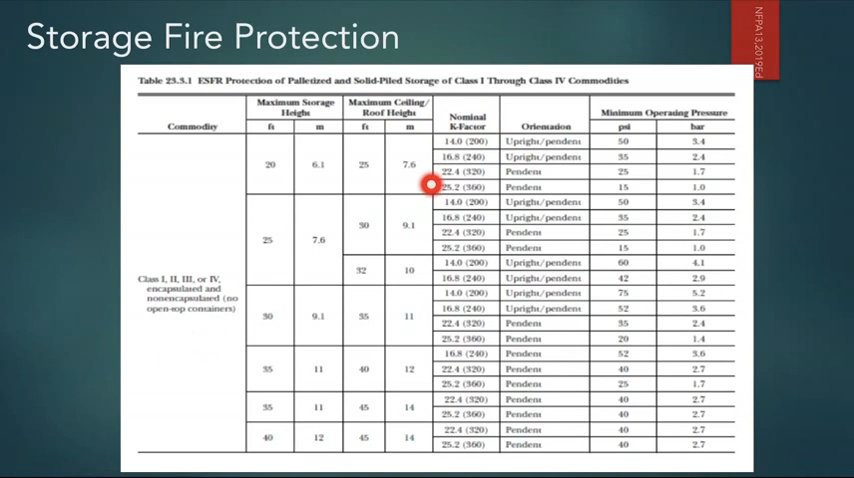 Storage Fire Protection
NFPA13,2019Ed
Table 23.3.1 ESFR Protection of Palletized and Solid-Piled Storage of Class I Through Class IV Commodities
Commodity Maximum Storage Height Maximum Ceiling/Roof Height Nominal K-Factor Orientation Minimum Operating Pressure
ft m ft m psi bar
Class I, II, III, or IV,
encapsulated and
nonencapsulated (no
open-top containers)
20 6.1 25 7.6 14.0 (200) Upright/pendent 50 3.4
16.8 (240) Upright/pendent 35 2.4
22.4 (320) Pendent 25 1.7
25.2 (360) Pendent 15 1.0
25 7.6 30 9.1 14.0 (200) Upright/pendent 50 3.4
16.8 (240) Upright/pendent 35 2.4
22.4 (320) Pendent 25 1.7
25.2 (360) Pendent 15 1.0
32 10 14.0 (200) Upright/pendent 60 4.1
16.8 (240) Upright/pendent 42 2.9
30 9.1 35 11 14.0 (200) Upright/pendent 75 5.2
16.8 (240) Upright/pendent 52 3.6
22.4 (320) Pendent 35 2.4
25.2 (360) Pendent 20 1.4
35 11 40 12 16.8 (240) Pendent 52 3.6
22.4 (320) Pendent 40 2.7
25.2 (360) Pendent 25 1.7
35 11 45 14 22.4 (320) Pendent 40 2.7
25.2 (360) Pendent 40 2.7
40 12 45 14 22.4 (320) Pendent 40 2.7
25.2 (360) Pendent 40 2.7